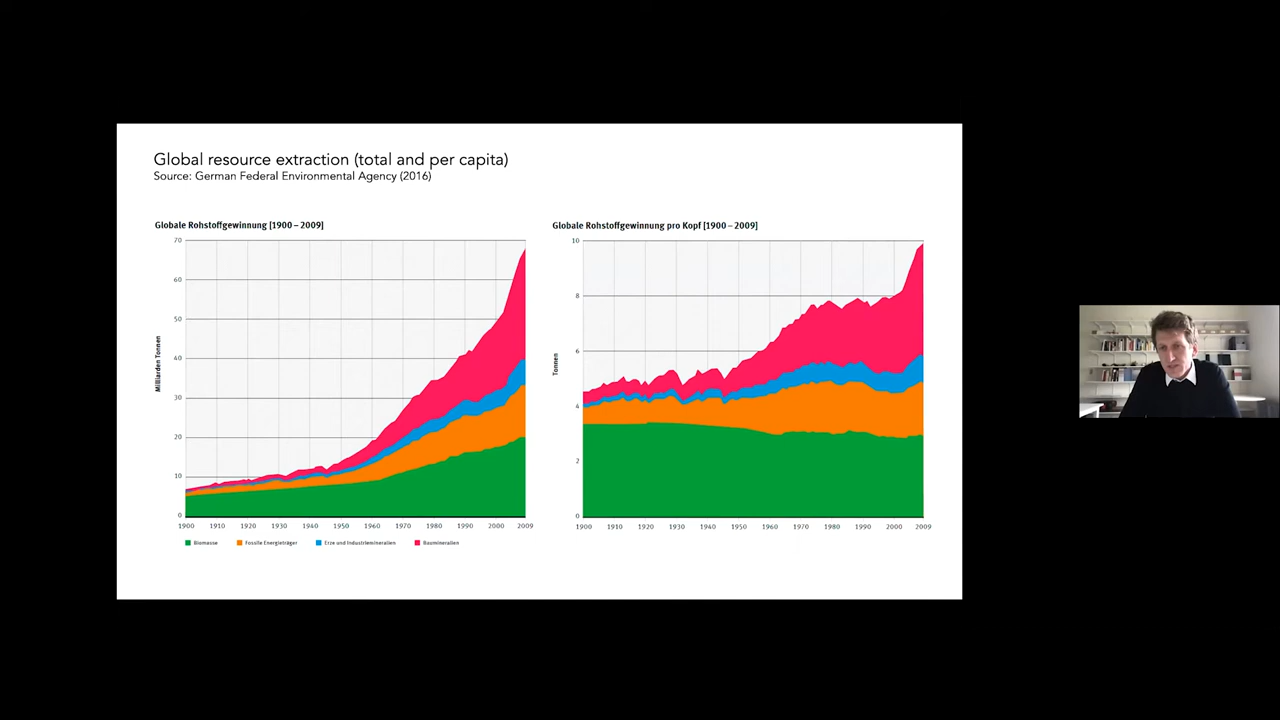 Global resource extraction (total and per capita)
Source: German Federal Environmental Agency (2016)
Globale Rohstoffgewinnung [1900 – 2009]
70
60
50
40
30
20
10
0
Milliarden Tonnen
1900 1910 1920 1930 1940 1950 1960 1970 1980 1990 2000 2009
Biomasse Fossile Energieträger Erze und Industriemineralien Baumineralien
Globale Rohstoffgewinnung pro Kopf [1900 – 2009]
10
8
6
4
2
0
Tonnen
1900 1910 1920 1930 1940 1950 1960 1970 1980 1990 2000 2009